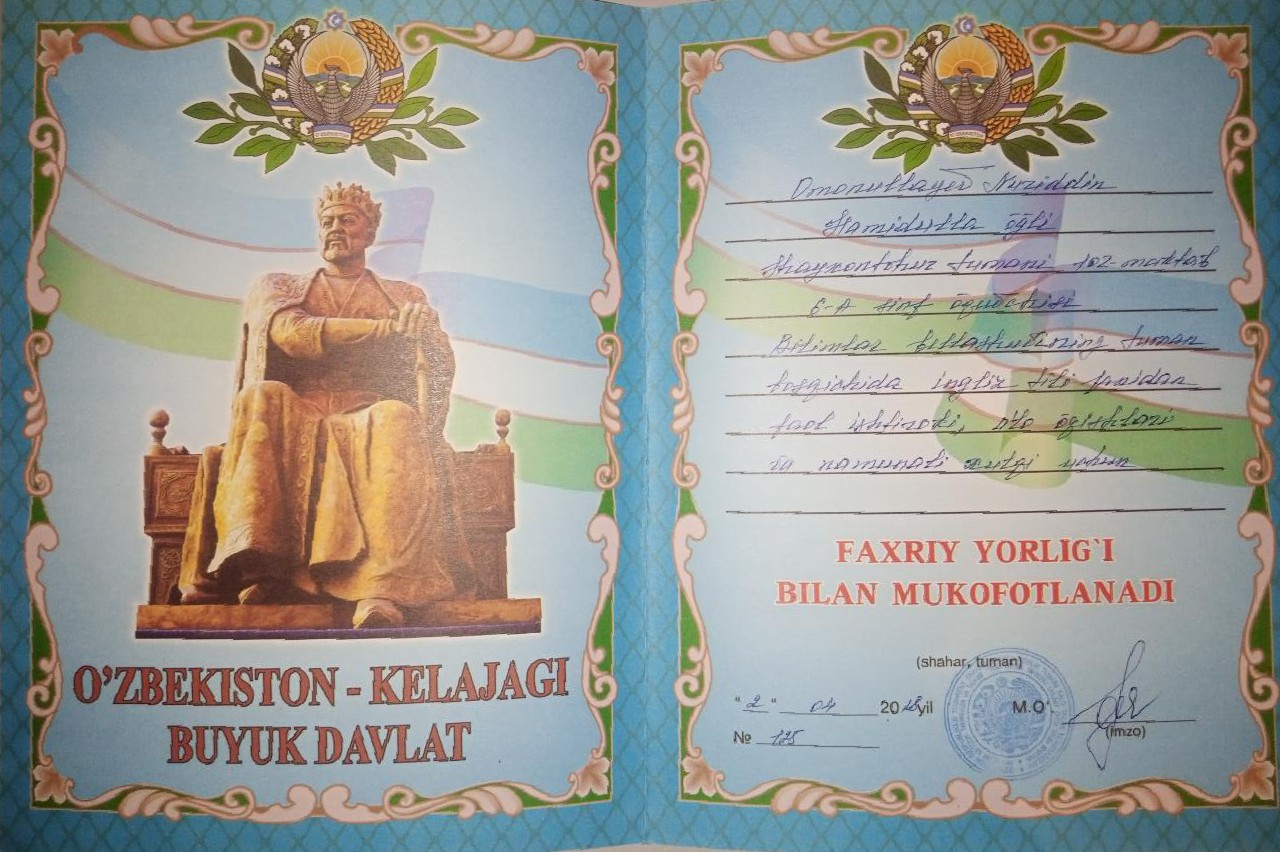 O'ZBEKISTON - KELAJAGI
BUYUK DAVLAT
Omonullayev Nuriddin
Hamidulla o̅g̅li
Shayxontohur tumani 102-maktab
6-A sinf o̅quvchisi
Bilimlar bellashuvining tuman
bosqichida ingliz tili fanidan
faol ishtiroki, a'lo o̅qishlari
va namunali xulqi uchun
FAXRIY YORLIG`I
BILAN MUKOFOTLANADI
(shahar, tuman)
"2" 04 2018 yil M.O'
(imzo)
№ 125